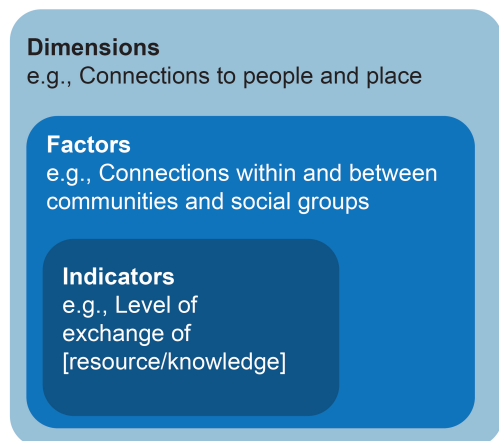 Dimensions
e.g., Connections to people and place
Factors
e.g., Connections within and between
communities and social groups
Indicators
e.g., Level of
exchange of
[resource/knowledge]